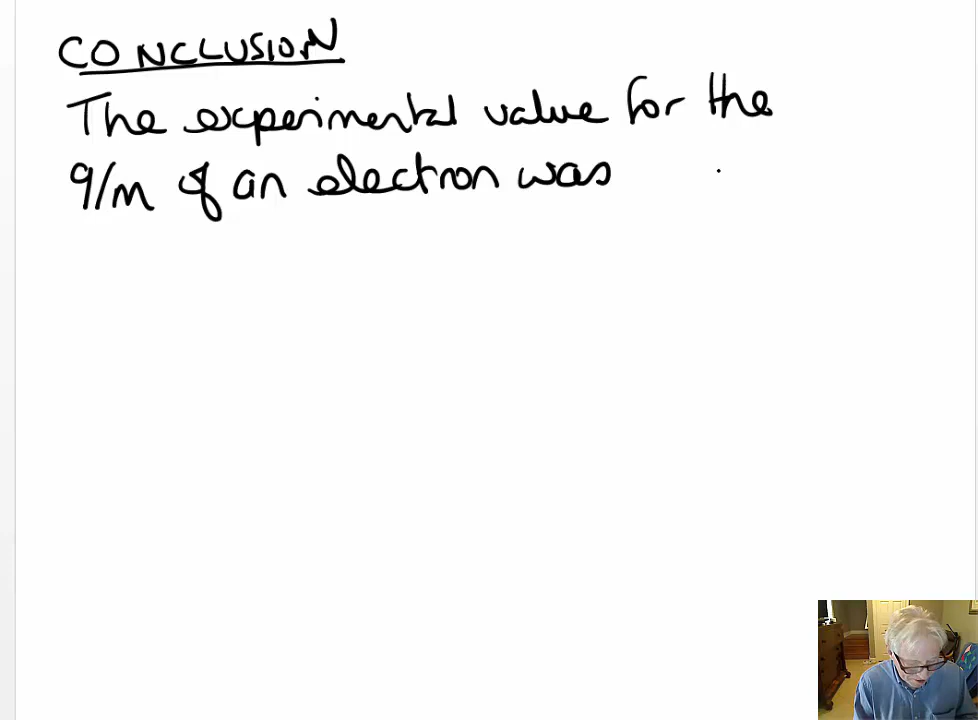 CONCLUSION
The experimental value for the
q/m of an electron was